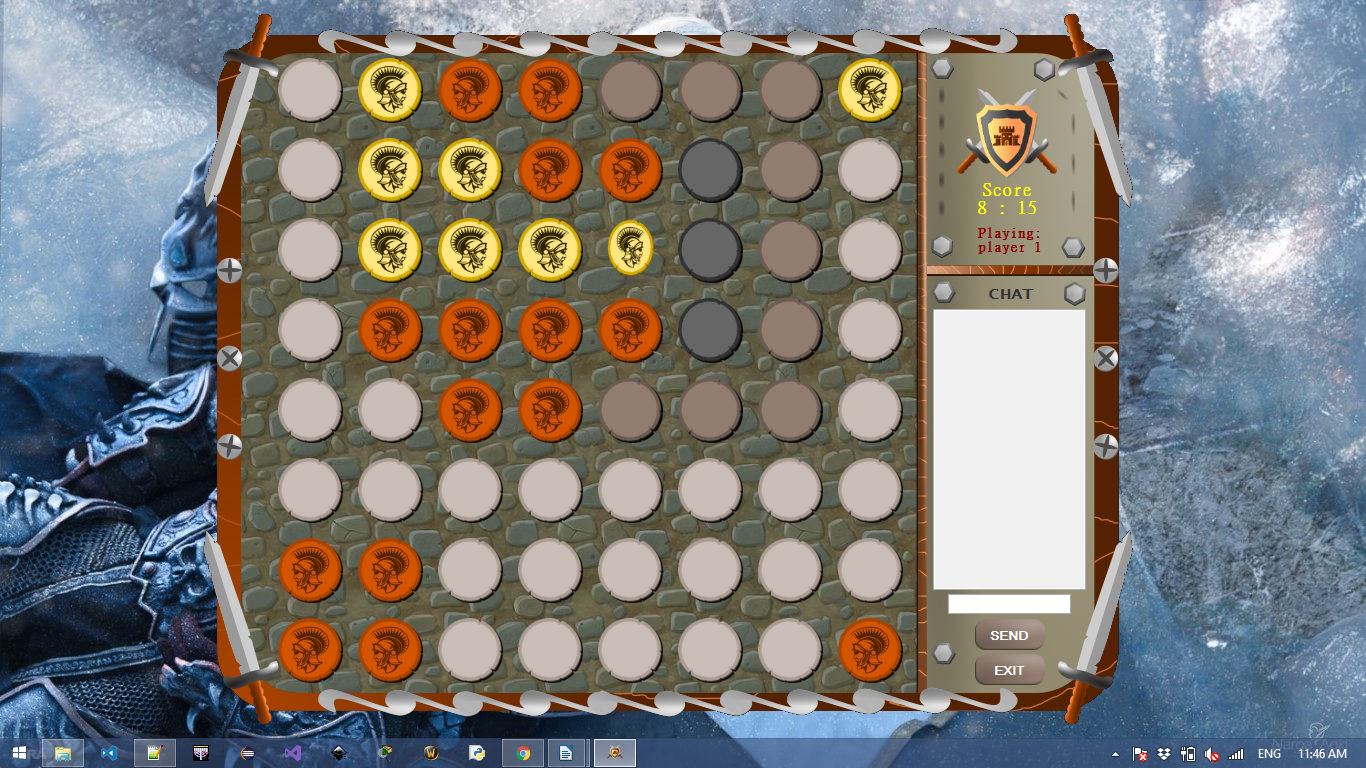 Score
8 : 15
Playing:
player 1
CHAT
SEND
EXIT
ENG
11:46 AM